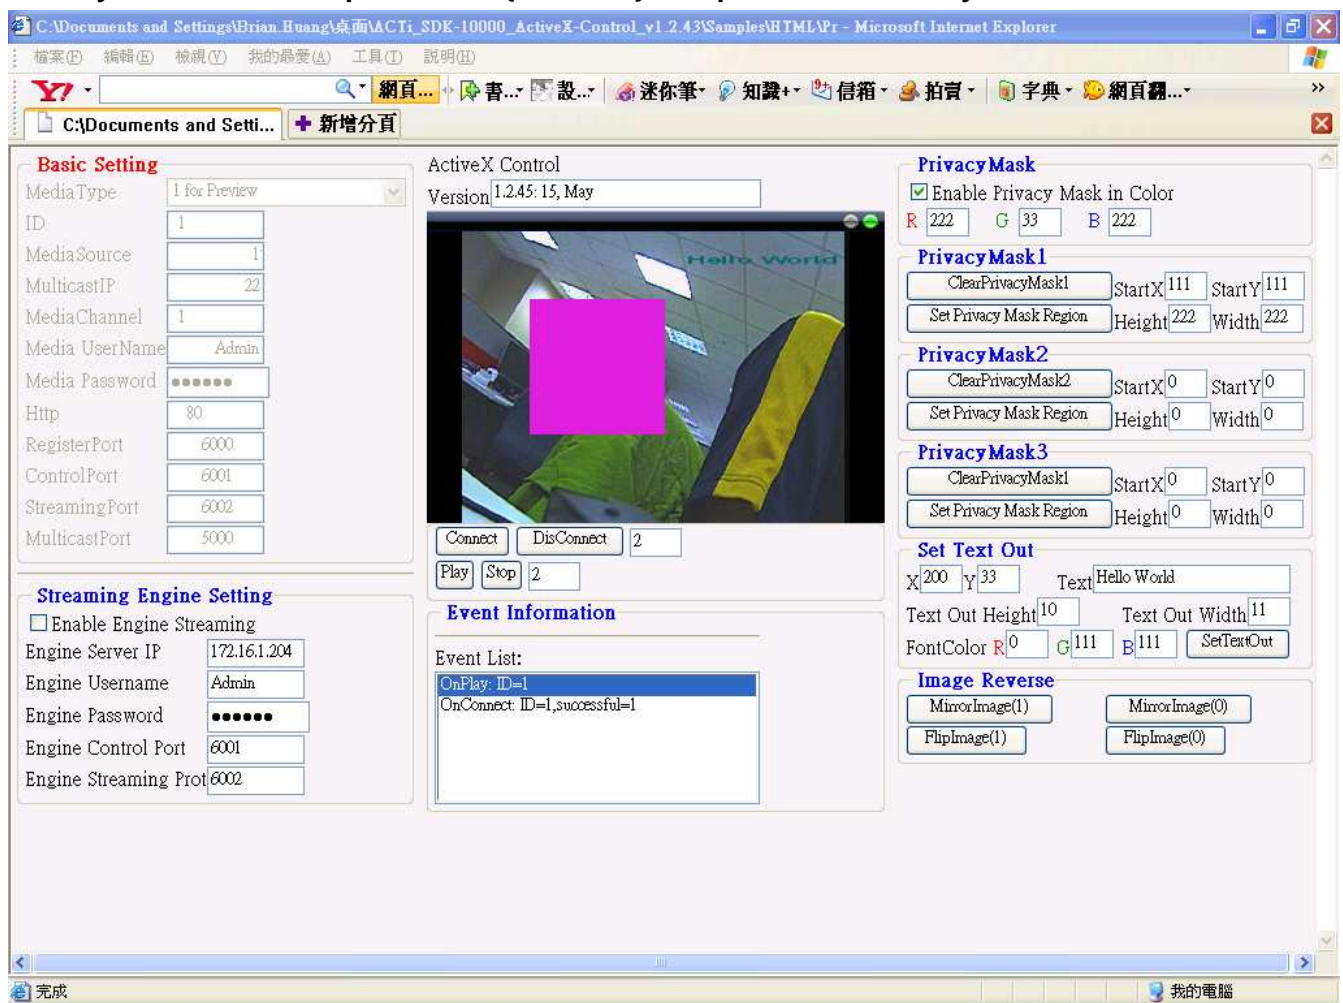 C:\Documents and Settings\Brian.Huang\桌面\ACTi_SDK-10000_ActiveX-Control_v1.2.43\Samples\HTML\Pr - Microsoft Internet Explorer
檔案(F) 編輯(E) 檢視(V) 我的最愛(A) 工具(T) 說明(H)
Y! 網頁... 書... 設... 迷你筆 知識+ 信箱 拍賣 字典 網頁翻... »
C:\Documents and Setti... 新增分頁
Basic Setting
MediaType 1 for Preview
ID 1
MediaSource 1
MulticastIP 22
MediaChannel 1
Media UserName Admin
Media Password ●●●●●●
Http 80
RegisterPort 6000
ControlPort 6001
StreamingPort 6002
MulticastPort 5000
Streaming Engine Setting
Enable Engine Streaming
Engine Server IP 172.16.1.204
Engine Username Admin
Engine Password ●●●●●●
Engine Control Port 6001
Engine Streaming Prot 6002
ActiveX Control
Version 1.2.45: 15, May
Hello World
Connect DisConnect 2
Play Stop 2
Event Information
Event List:
OnPlay: ID=1
OnConnect: ID=1,successful=1
PrivacyMask
Enable Privacy Mask in Color
R 222 G 33 B 222
PrivacyMask1
ClearPrivacyMask1 StartX 111 StartY 111
Set Privacy Mask Region Height 222 Width 222
PrivacyMask2
ClearPrivacyMask2 StartX 0 StartY 0
Set Privacy Mask Region Height 0 Width 0
PrivacyMask3
ClearPrivacyMask1 StartX 0 StartY 0
Set Privacy Mask Region Height 0 Width 0
Set Text Out
X 200 Y 33 Text Hello World
Text Out Height 10 Text Out Width 11
FontColor R 0 G 111 B 111 SetTextOut
Image Reverse
MirrorImage(1) MirrorImage(0)
FlipImage(1) FlipImage(0)
完成 我的電腦